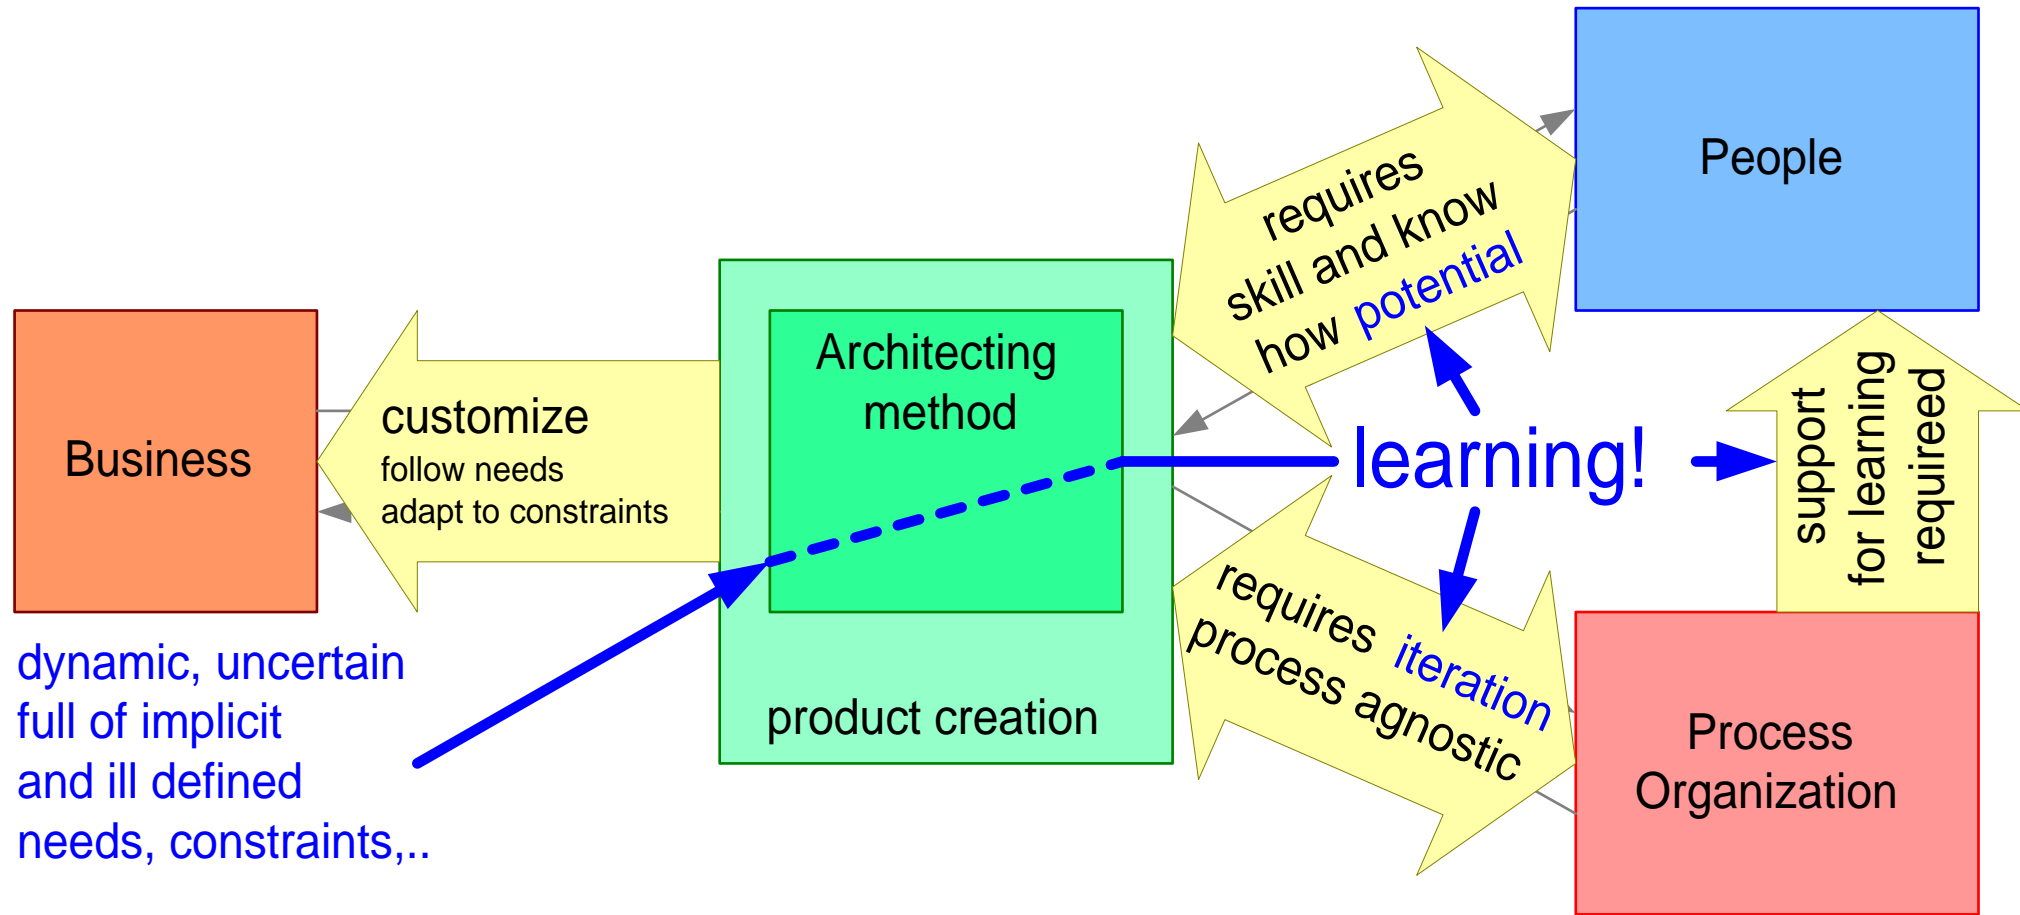 Business
dynamic, uncertain
full of implicit
and ill defined
needs, constraints,..
customize
follow needs
adapt to constraints
Architecting
method
product creation
requires
skill and know
how potential
learning!
requires iteration
process agnostic
People
support
for learning
requireed
Process
Organization